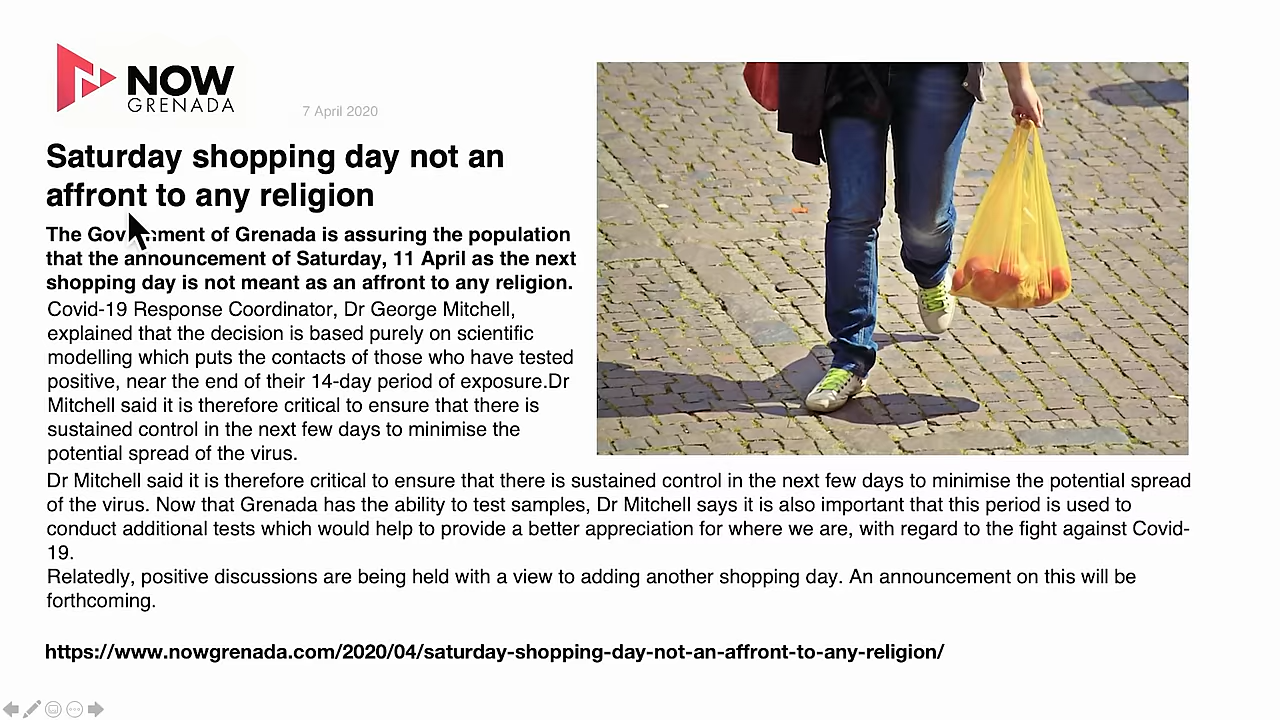 NOW
GRENADA
7 April 2020
Saturday shopping day not an
affront to any religion
The Government of Grenada is assuring the population
that the announcement of Saturday, 11 April as the next
shopping day is not meant as an affront to any religion.
Covid-19 Response Coordinator, Dr George Mitchell,
explained that the decision is based purely on scientific
modelling which puts the contacts of those who have tested
positive, near the end of their 14-day period of exposure.Dr
Mitchell said it is therefore critical to ensure that there is
sustained control in the next few days to minimise the
potential spread of the virus.
Dr Mitchell said it is therefore critical to ensure that there is sustained control in the next few days to minimise the potential spread
of the virus. Now that Grenada has the ability to test samples, Dr Mitchell says it is also important that this period is used to
conduct additional tests which would help to provide a better appreciation for where we are, with regard to the fight against Covid-
19.
Relatedly, positive discussions are being held with a view to adding another shopping day. An announcement on this will be
forthcoming.
https://www.nowgrenada.com/2020/04/saturday-shopping-day-not-an-affront-to-any-religion/